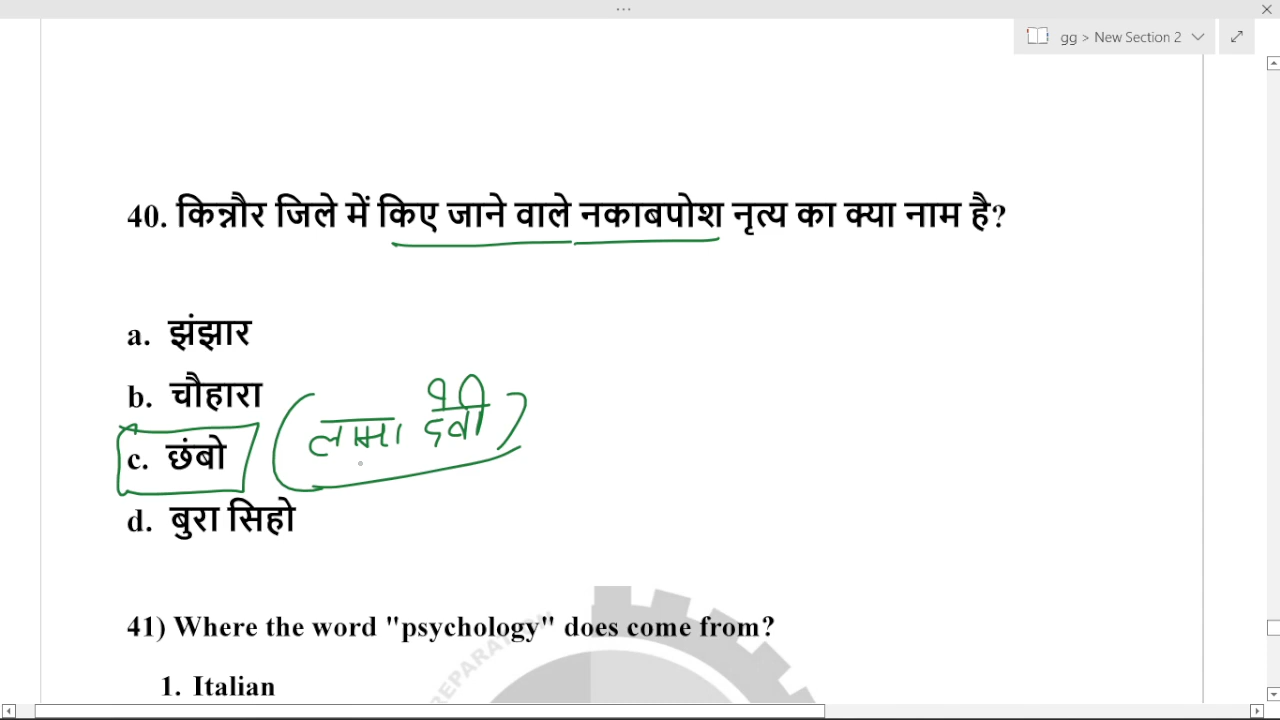 gg > New Section 2
40. किन्नौर जिले में किए जाने वाले नकाबपोश नृत्य का क्या नाम है?
a. झंझार
b. चौहारा
c. छंबो (लामा देवी)
d. बुरा सिहो
41) Where the word "psychology" does come from?
1. Italian